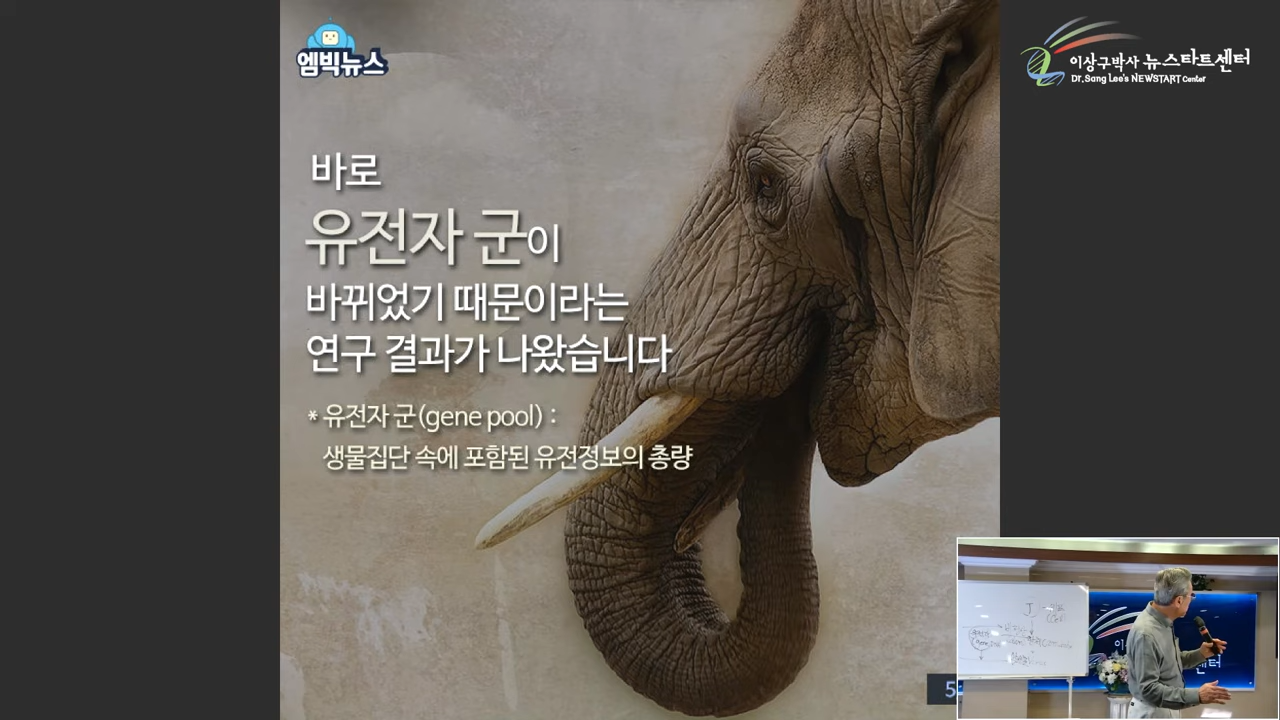 엠빅뉴스
이상구박사 뉴스타트센터
Dr. Sang Lee's NEWSTART Center
바로
유전자 군이
바뀌었기 때문이라는
연구 결과가 나왔습니다
* 유전자 군(gene pool) :
생물집단 속에 포함된 유전정보의 총량
5
센터